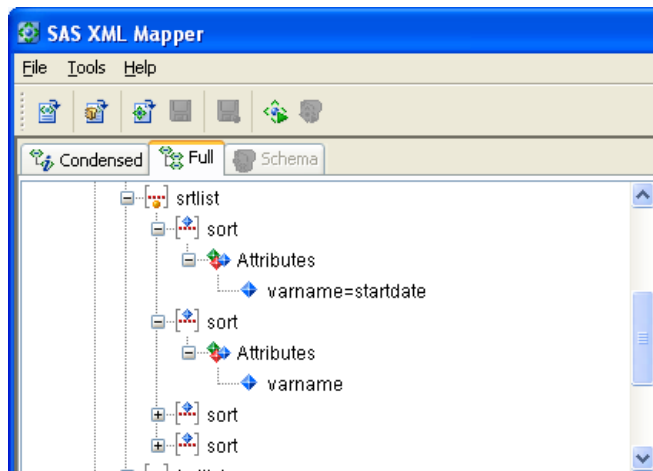 SAS XML Mapper
File Tools Help
Condensed Full Schema
srtlist
sort
Attributes
varname=startdate
sort
Attributes
varname
sort
sort